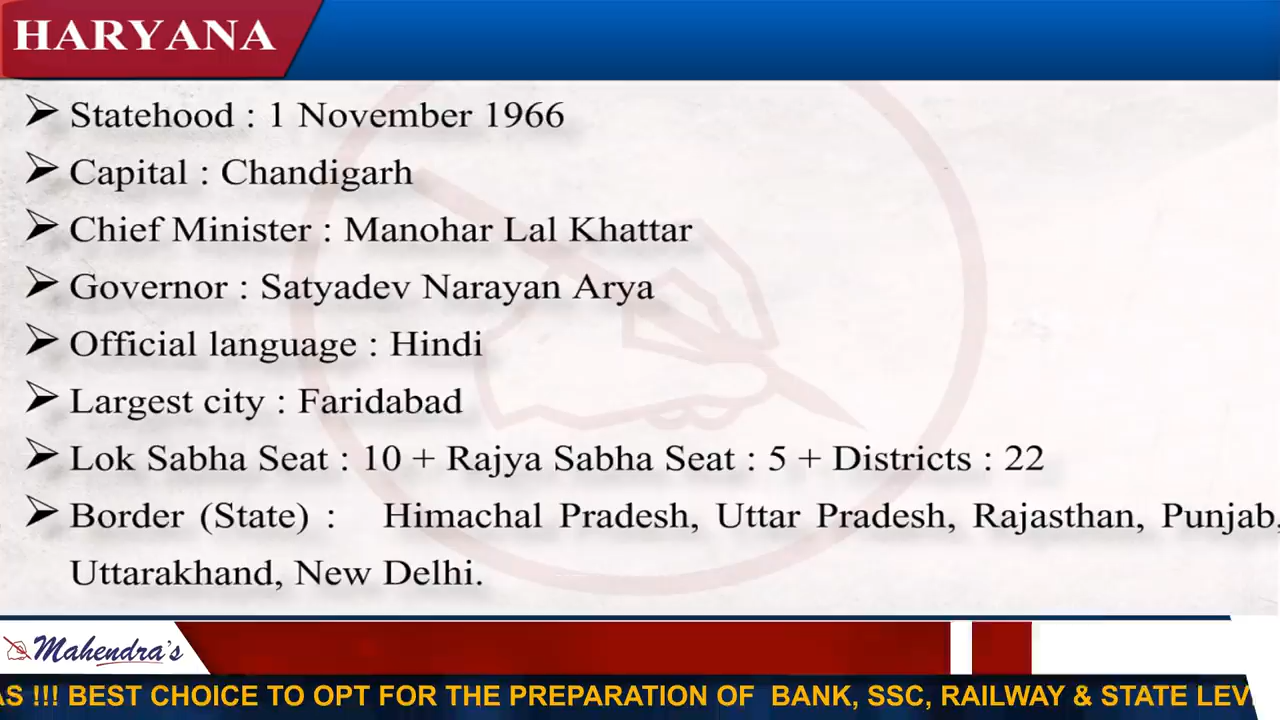 HARYANA
➢ Statehood : 1 November 1966
➢ Capital : Chandigarh
➢ Chief Minister : Manohar Lal Khattar
➢ Governor : Satyadev Narayan Arya
➢ Official language : Hindi
➢ Largest city : Faridabad
➢ Lok Sabha Seat : 10 + Rajya Sabha Seat : 5 + Districts : 22
➢ Border (State) : Himachal Pradesh, Uttar Pradesh, Rajasthan, Punjab,
Uttarakhand, New Delhi.
Mahendra's
AS !!! BEST CHOICE TO OPT FOR THE PREPARATION OF BANK, SSC, RAILWAY & STATE LEV